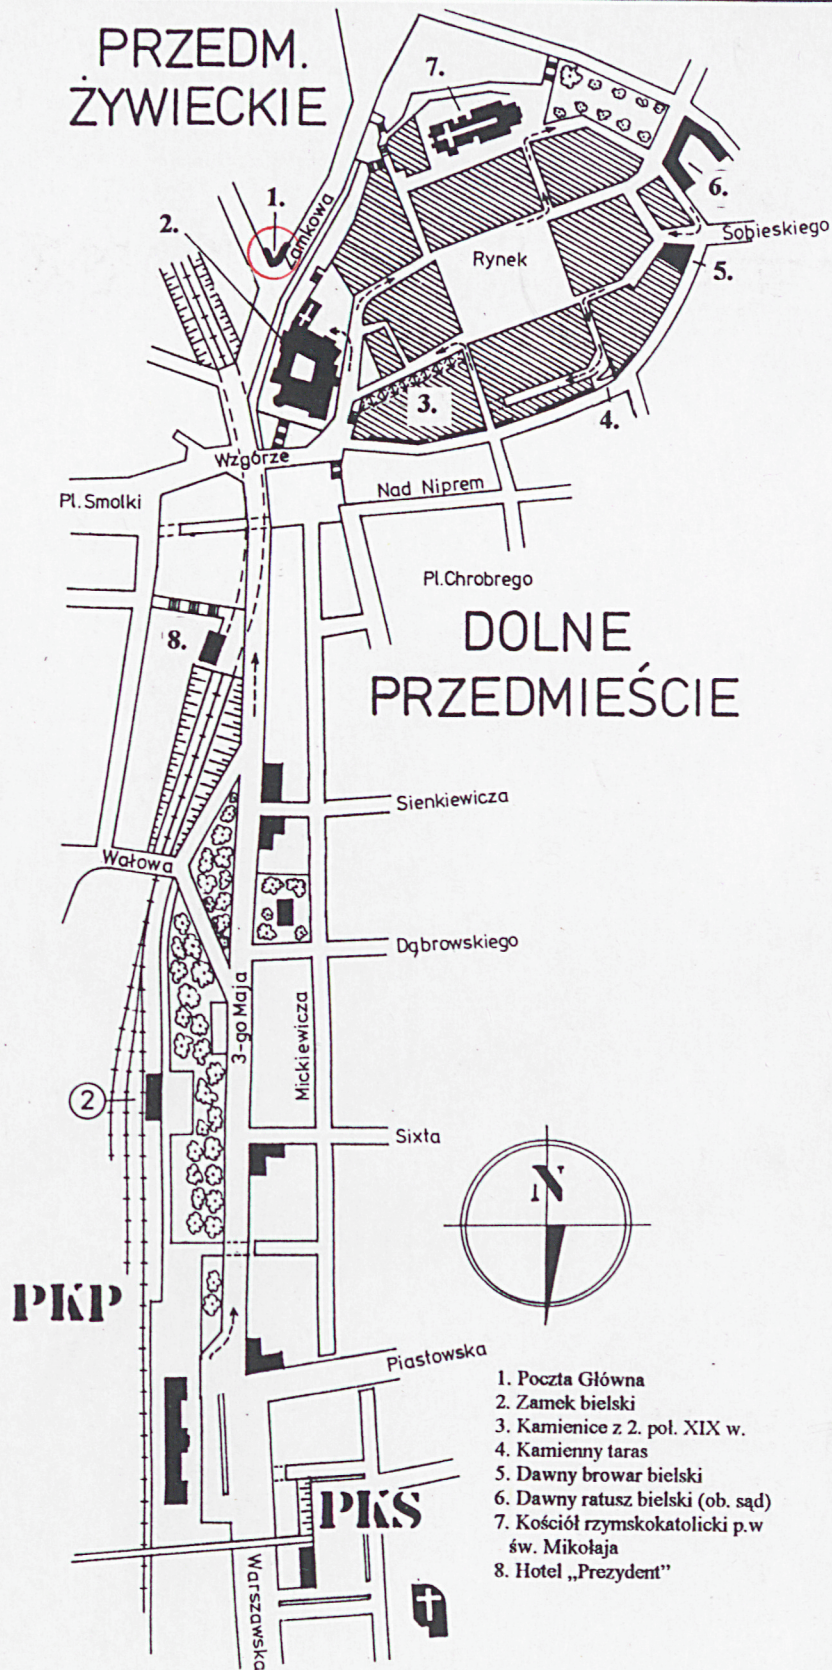 PRZEDM.
ŻYWIECKIE
7.
1.
2.
Zamkowa
6.
Sobieskiego
5.
Rynek
3.
4.
Wzgórze
Pl.Smolki
Nad Niprem
Pl.Chrobrego
DOLNE
PRZEDMIEŚCIE
8.
Sienkiewicza
Wałowa
Dąbrowskiego
3-go Maja
Mickiewicza
2
Sixta
N
PKP
Piastowska
1. Poczta Główna
2. Zamek bielski
3. Kamienice z 2. poł. XIX w.
4. Kamienny taras
5. Dawny browar bielski
6. Dawny ratusz bielski (ob. sąd)
7. Kościół rzymskokatolicki p.w
św. Mikołaja
8. Hotel „Prezydent”
PKS
Warszawska